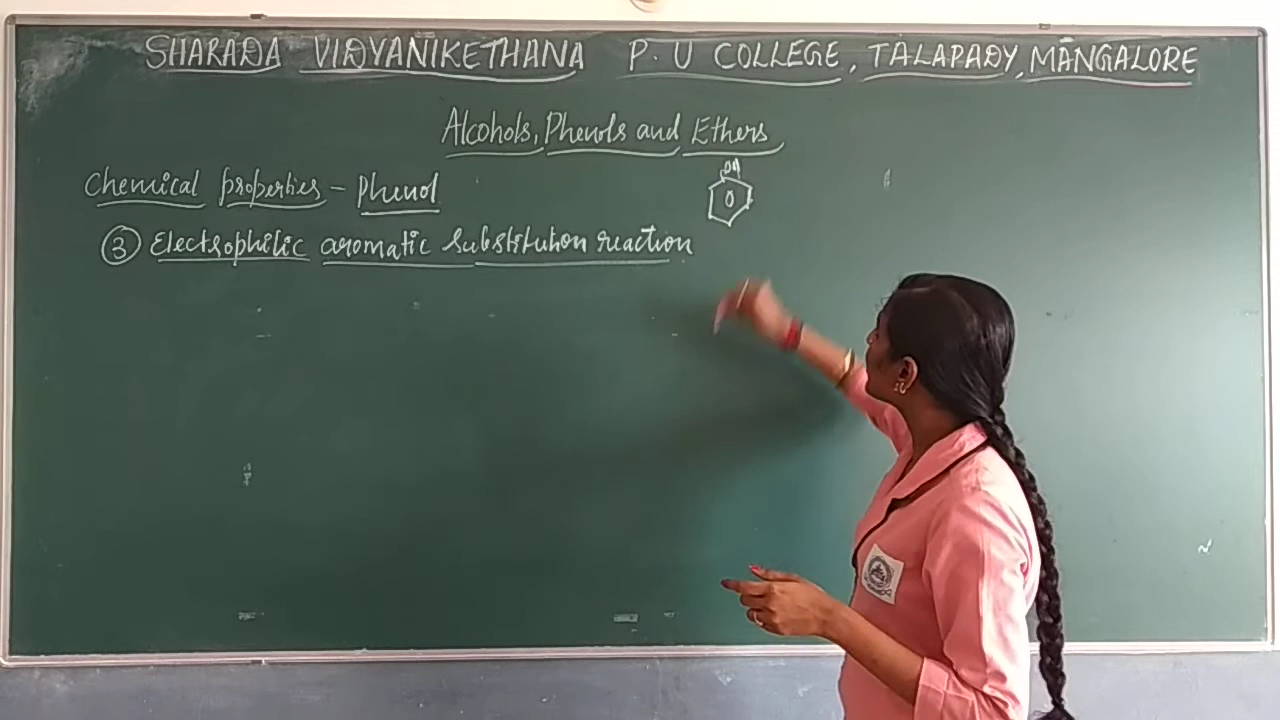 SHARADA VIDYANIKETHANA P. U COLLEGE, TALAPADY, MANGALORE
Alcohols, Phenols and Ethers
OH
Chemical properties - Phenol
③ Electrophilic aromatic substitution reaction